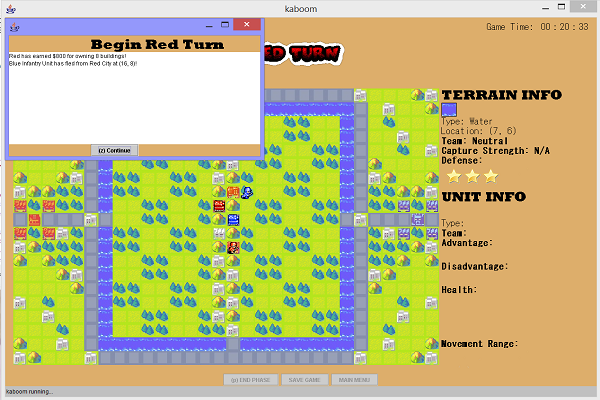 kaboom
Game Time: 00:20:33
Begin Red Turn
Red has earned $800 for owning 8 buildings!
Blue Infantry Unit has fled from Red City at (16, 8)!
(z) Continue
RED TURN
TERRAIN INFO
Type: Water
Location: (7, 6)
Team: Neutral
Capture Strength: N/A
Defense:
UNIT INFO
Type:
Team:
Advantage:
Disadvantage:
Health:
Movement Range:
(e) END PHASE SAVE GAME MAIN MENU
kaboom running...